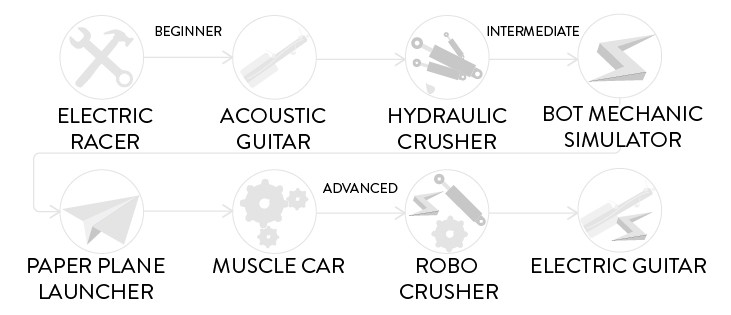 BEGINNER
INTERMEDIATE
ELECTRIC
RACER
ACOUSTIC
GUITAR
HYDRAULIC
CRUSHER
BOT MECHANIC
SIMULATOR
ADVANCED
PAPER PLANE
LAUNCHER
MUSCLE CAR
ROBO
CRUSHER
ELECTRIC GUITAR